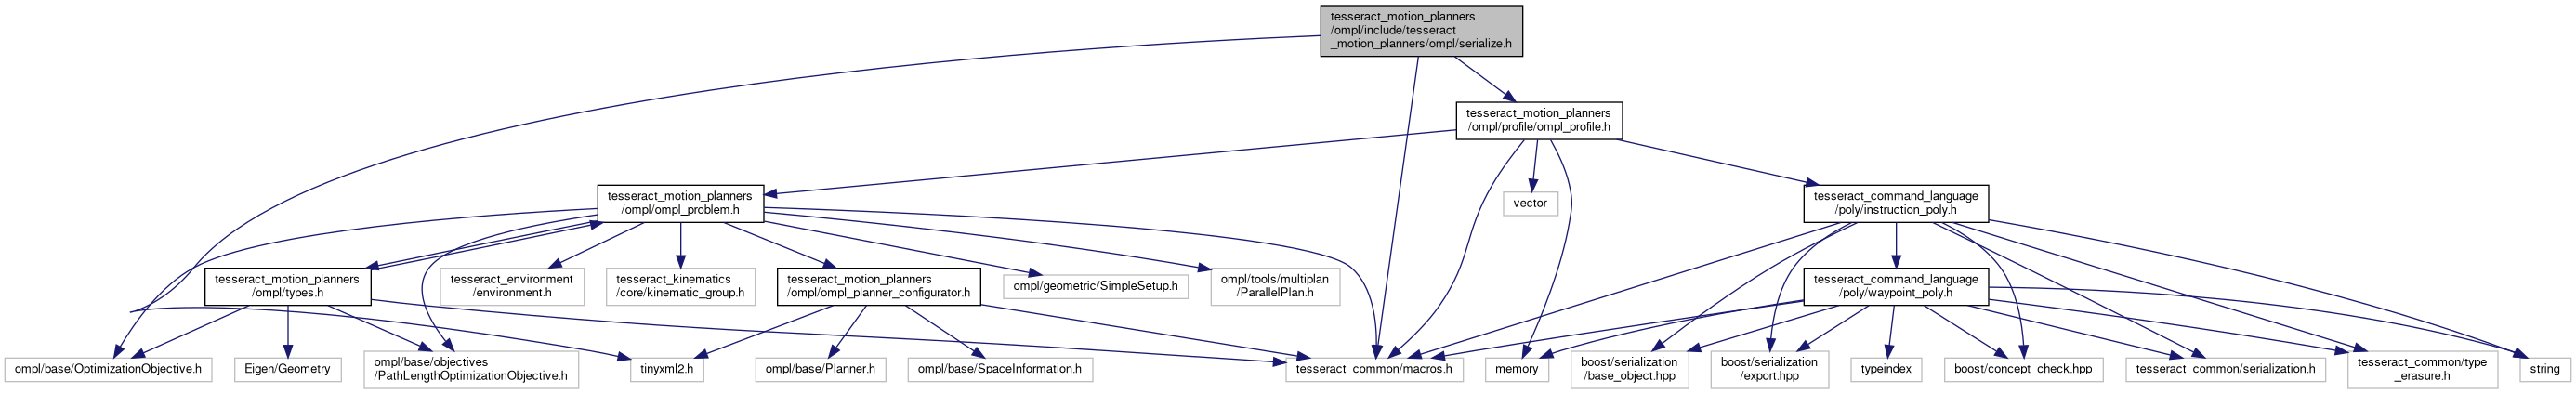 tesseract_motion_planners
/ompl/include/tesseract
_motion_planners/ompl/serialize.h
tesseract_motion_planners
/ompl/profile/ompl_profile.h
tesseract_motion_planners
/ompl/ompl_problem.h
vector
tesseract_command_language
/poly/instruction_poly.h
tesseract_motion_planners
/ompl/types.h
tesseract_environment
/environment.h
tesseract_kinematics
/core/kinematic_group.h
tesseract_motion_planners
/ompl/ompl_planner_configurator.h
ompl/geometric/SimpleSetup.h
ompl/tools/multiplan
/ParallelPlan.h
tesseract_command_language
/poly/waypoint_poly.h
ompl/base/OptimizationObjective.h
Eigen/Geometry
ompl/base/objectives
/PathLengthOptimizationObjective.h
tinyxml2.h
ompl/base/Planner.h
ompl/base/SpaceInformation.h
tesseract_common/macros.h
memory
boost/serialization
/base_object.hpp
boost/serialization
/export.hpp
typeindex
boost/concept_check.hpp
tesseract_common/serialization.h
tesseract_common/type
_erasure.h
string